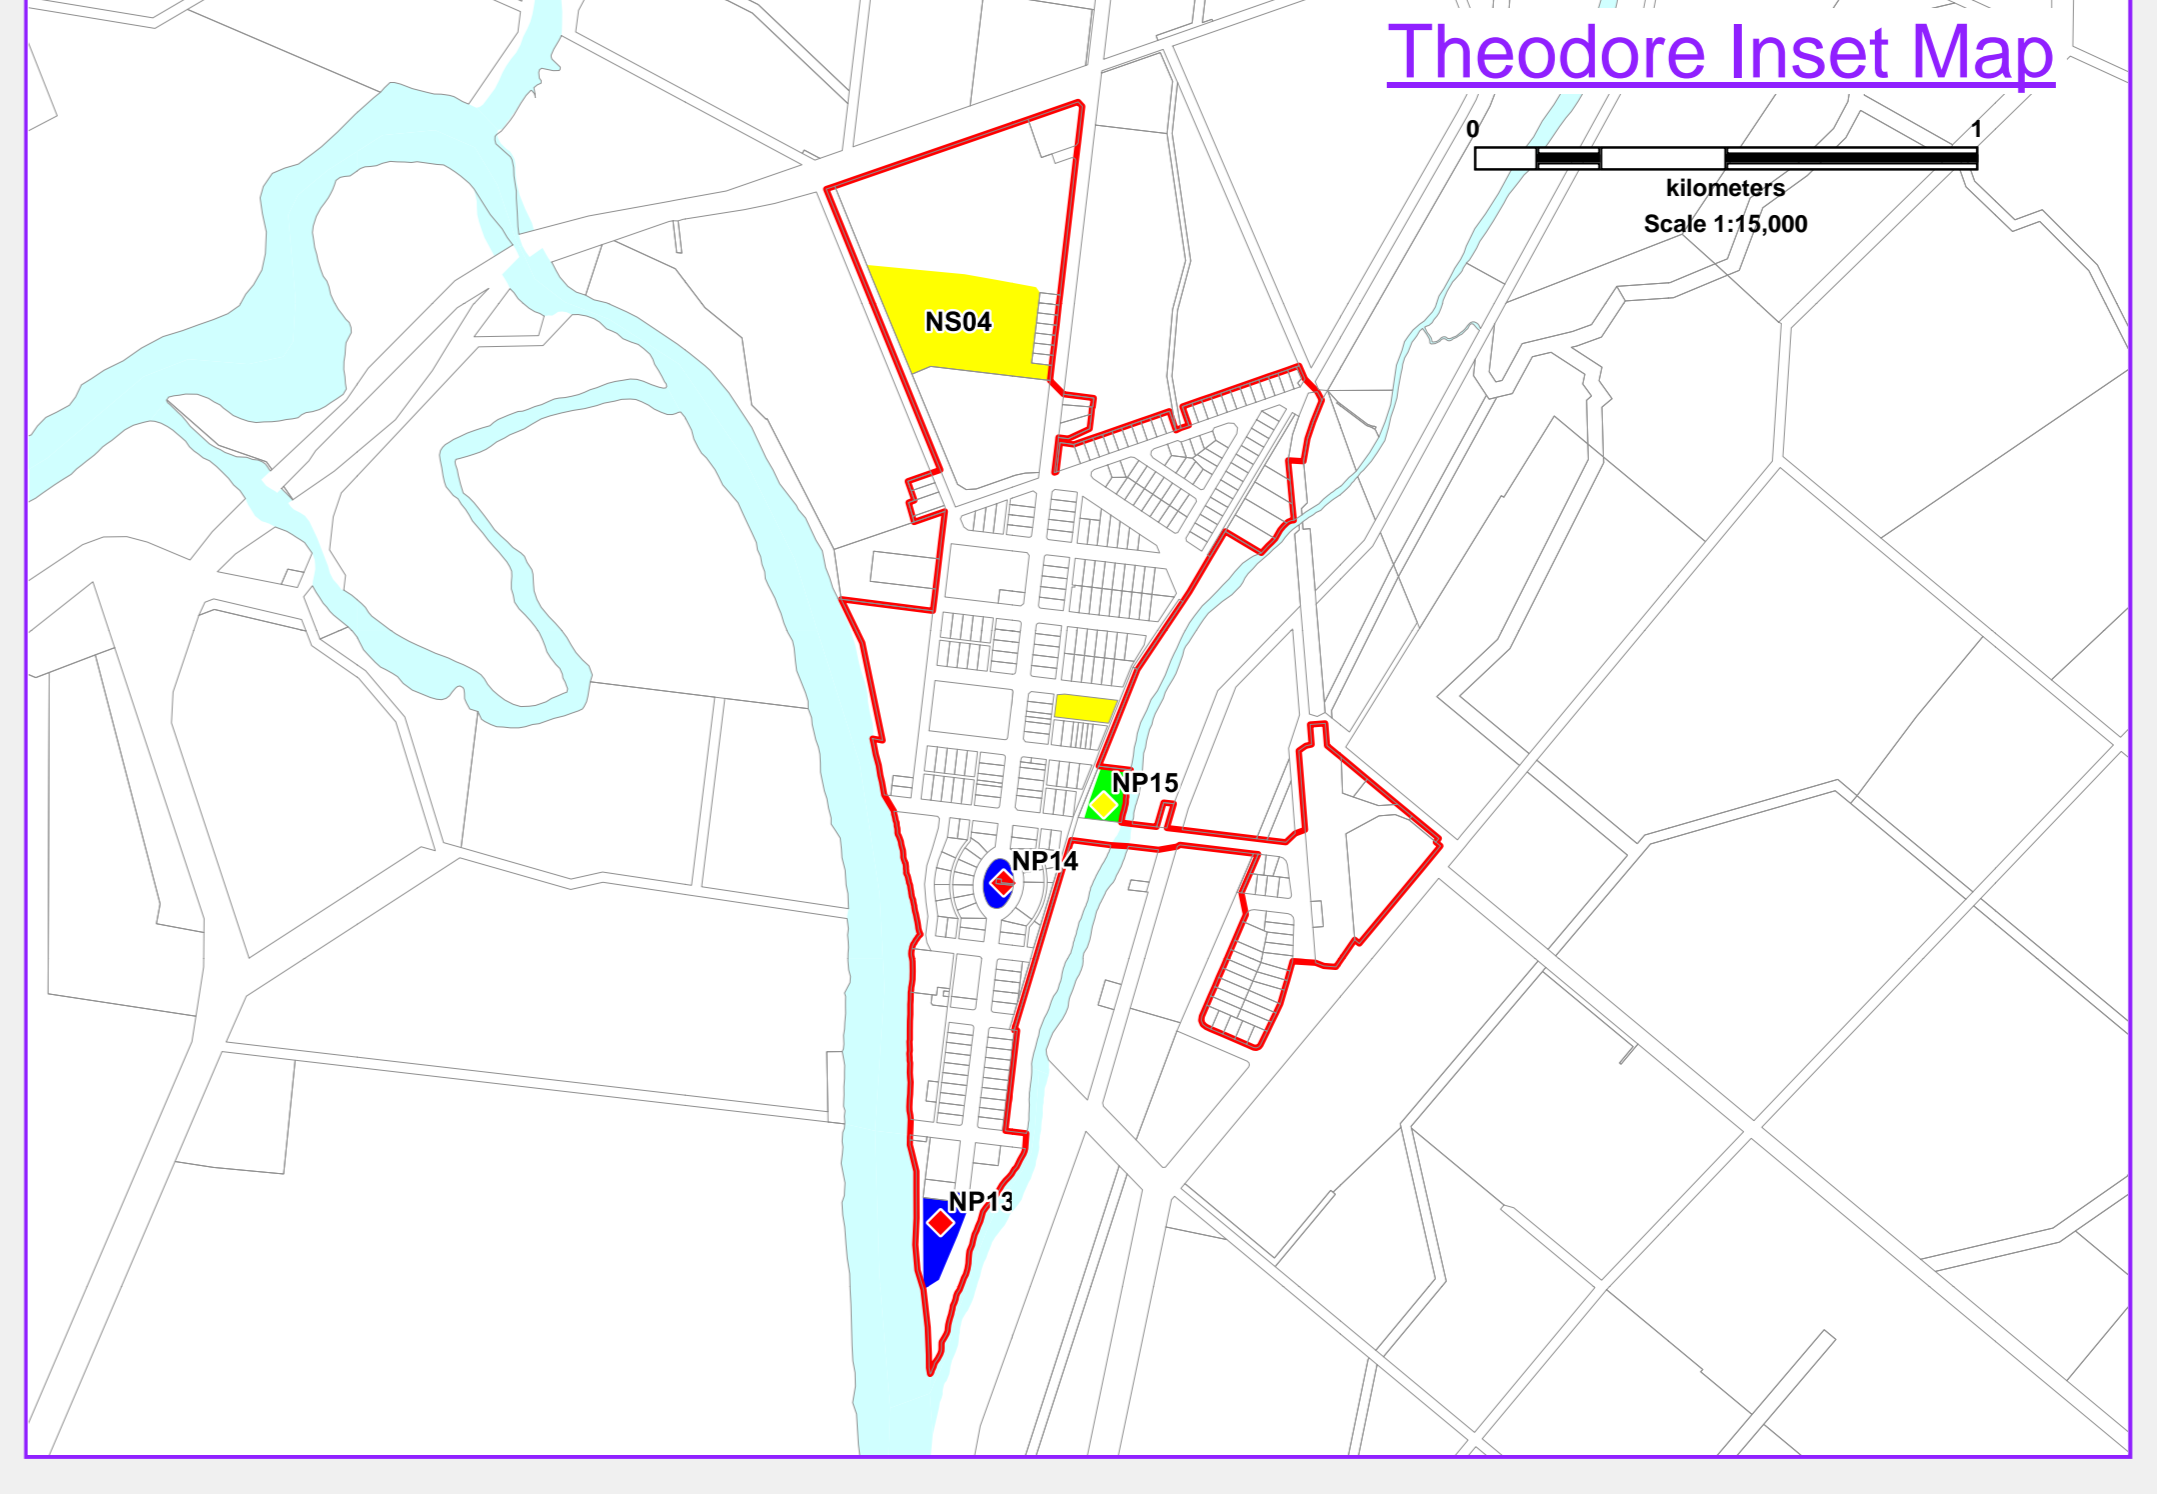 Theodore Inset Map
0 1
kilometers
Scale 1:15,000
NS04
NP15
NP14
NP13